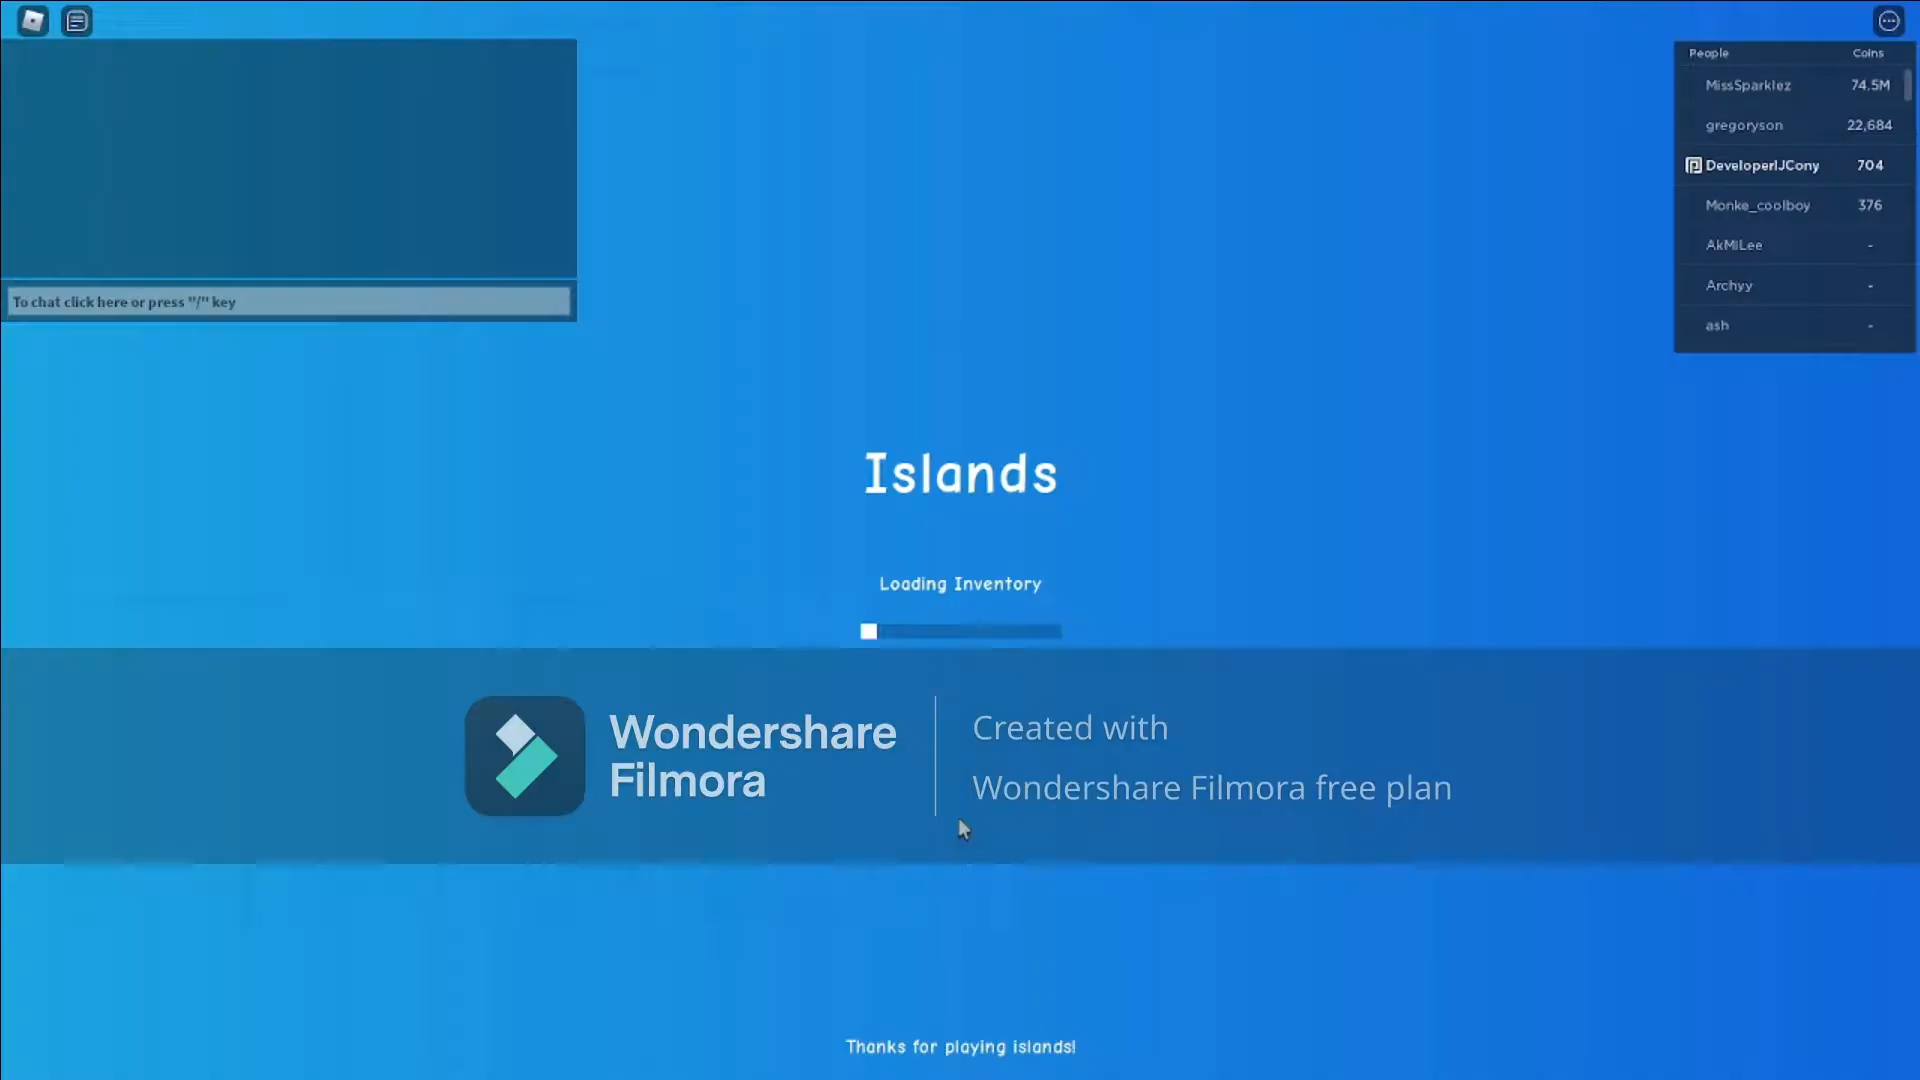 People Coins
MissSparklez 74.5M
gregoryson 22,684
DeveloperIJCony 704
Monke_coolboy 376
AkMiLee -
Archyy -
ash -
To chat click here or press "/" key
Islands
Loading Inventory
Wondershare
Filmora
Created with
Wondershare Filmora free plan
Thanks for playing islands!